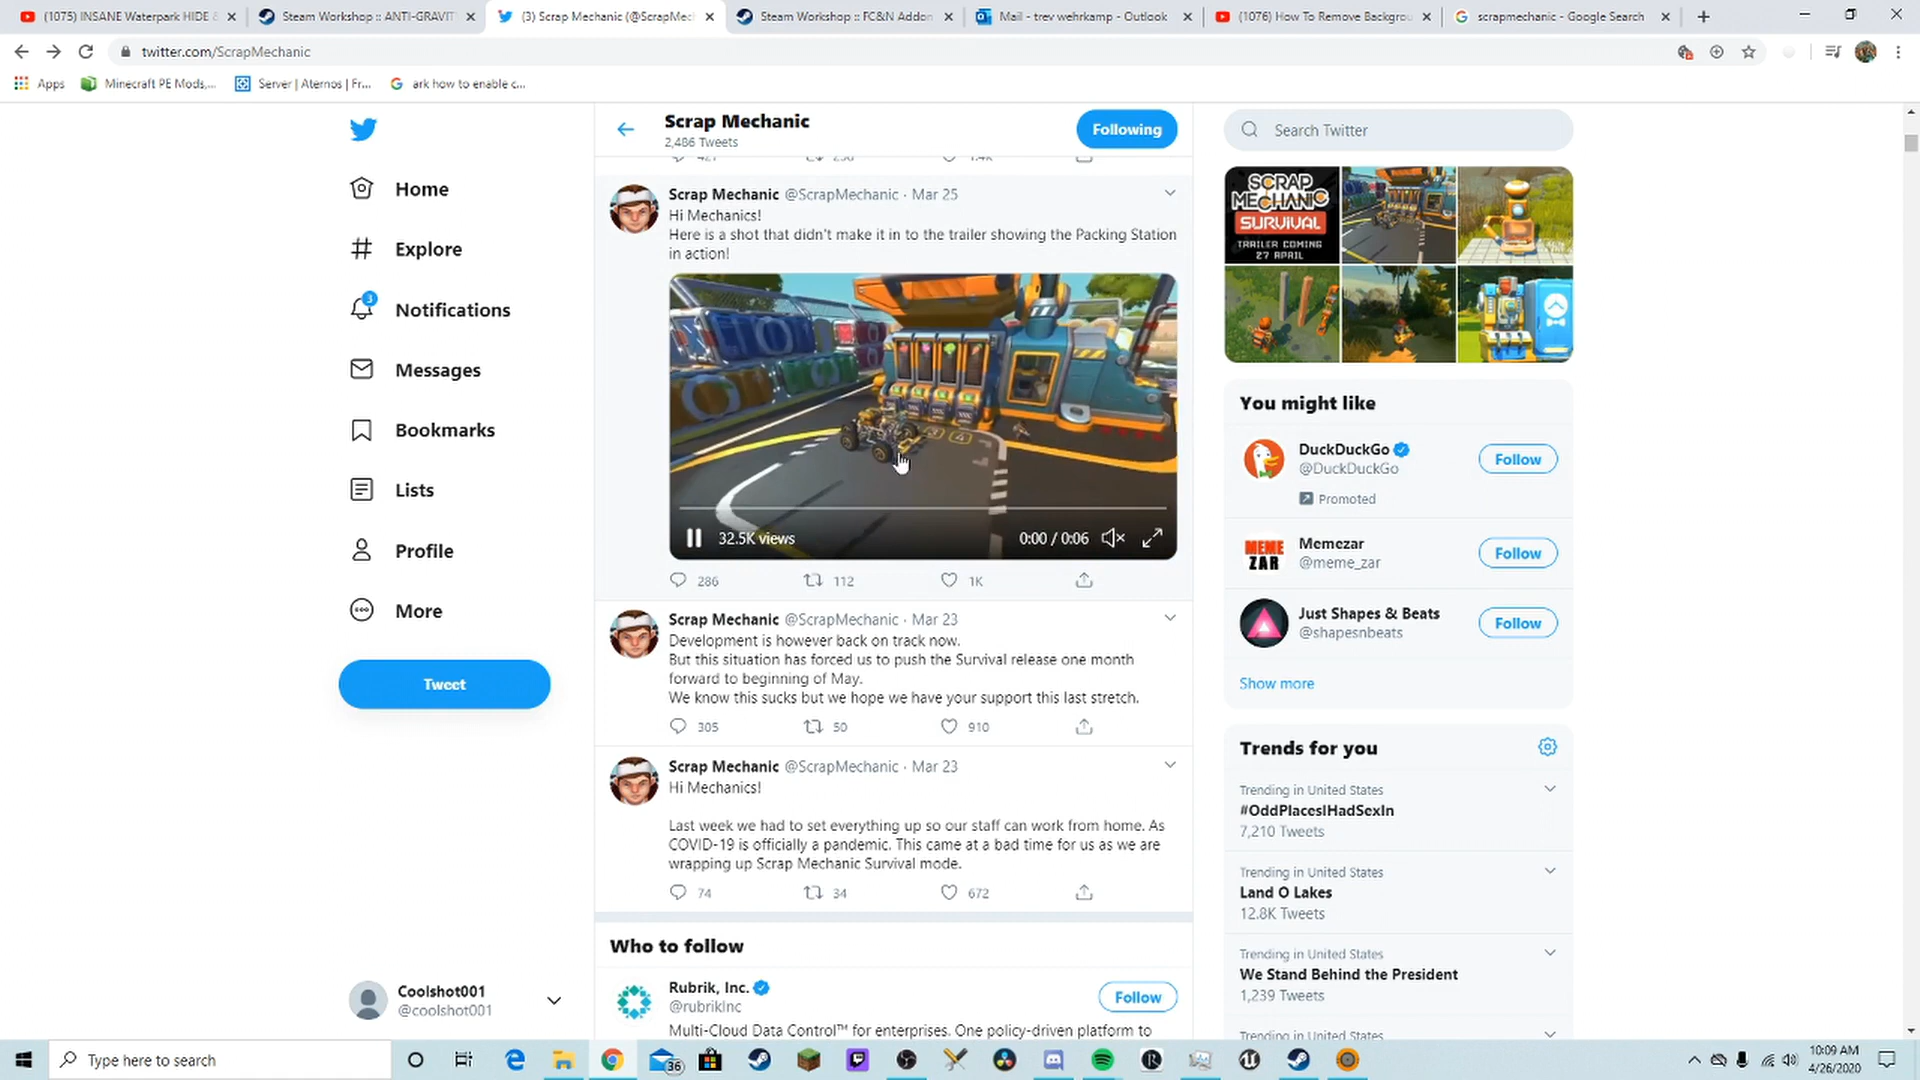 (1075) INSANE Waterpark HIDE &
Steam Workshop :: ANTI-GRAVIT
(3) Scrap Mechanic (@ScrapMec
Steam Workshop :: FC&N Addon
Mail - trev wehrkamp - Outlook
(1076) How To Remove Backgrou
scrapmechanic - Google Search
twitter.com/ScrapMechanic
Apps
Minecraft PE Mods,...
Server | Aternos | Fr...
ark how to enable c...
Home
Explore
3
Notifications
Messages
Bookmarks
Lists
Profile
More
Tweet
Coolshot001
@coolshot001
Scrap Mechanic
2,486 Tweets
Following
Scrap Mechanic @ScrapMechanic · Mar 25
Hi Mechanics!
Here is a shot that didn't make it in to the trailer showing the Packing Station
in action!
32.5K views
0:00 / 0:06
286 112 1K
Scrap Mechanic @ScrapMechanic · Mar 23
Development is however back on track now.
But this situation has forced us to push the Survival release one month
forward to beginning of May.
We know this sucks but we hope we have your support this last stretch.
305 50 910
Scrap Mechanic @ScrapMechanic · Mar 23
Hi Mechanics!
Last week we had to set everything up so our staff can work from home. As
COVID-19 is officially a pandemic. This came at a bad time for us as we are
wrapping up Scrap Mechanic Survival mode.
74 34 672
Who to follow
Rubrik, Inc.
@rubrikInc
Follow
Multi-Cloud Data Control™ for enterprises. One policy-driven platform to
Search Twitter
SCRAP
MECHANIC
SURVIVAL
TRAILER COMING
27 APRIL
You might like
DuckDuckGo
@DuckDuckGo
Follow
Promoted
MEME
ZAR
Memezar
@meme_zar
Follow
Just Shapes & Beats
@shapesnbeats
Follow
Show more
Trends for you
Trending in United States
#OddPlacesIHadSexIn
7,210 Tweets
Trending in United States
Land O Lakes
12.8K Tweets
Trending in United States
We Stand Behind the President
1,239 Tweets
Trending in United States
Type here to search
36
10:09 AM
4/26/2020